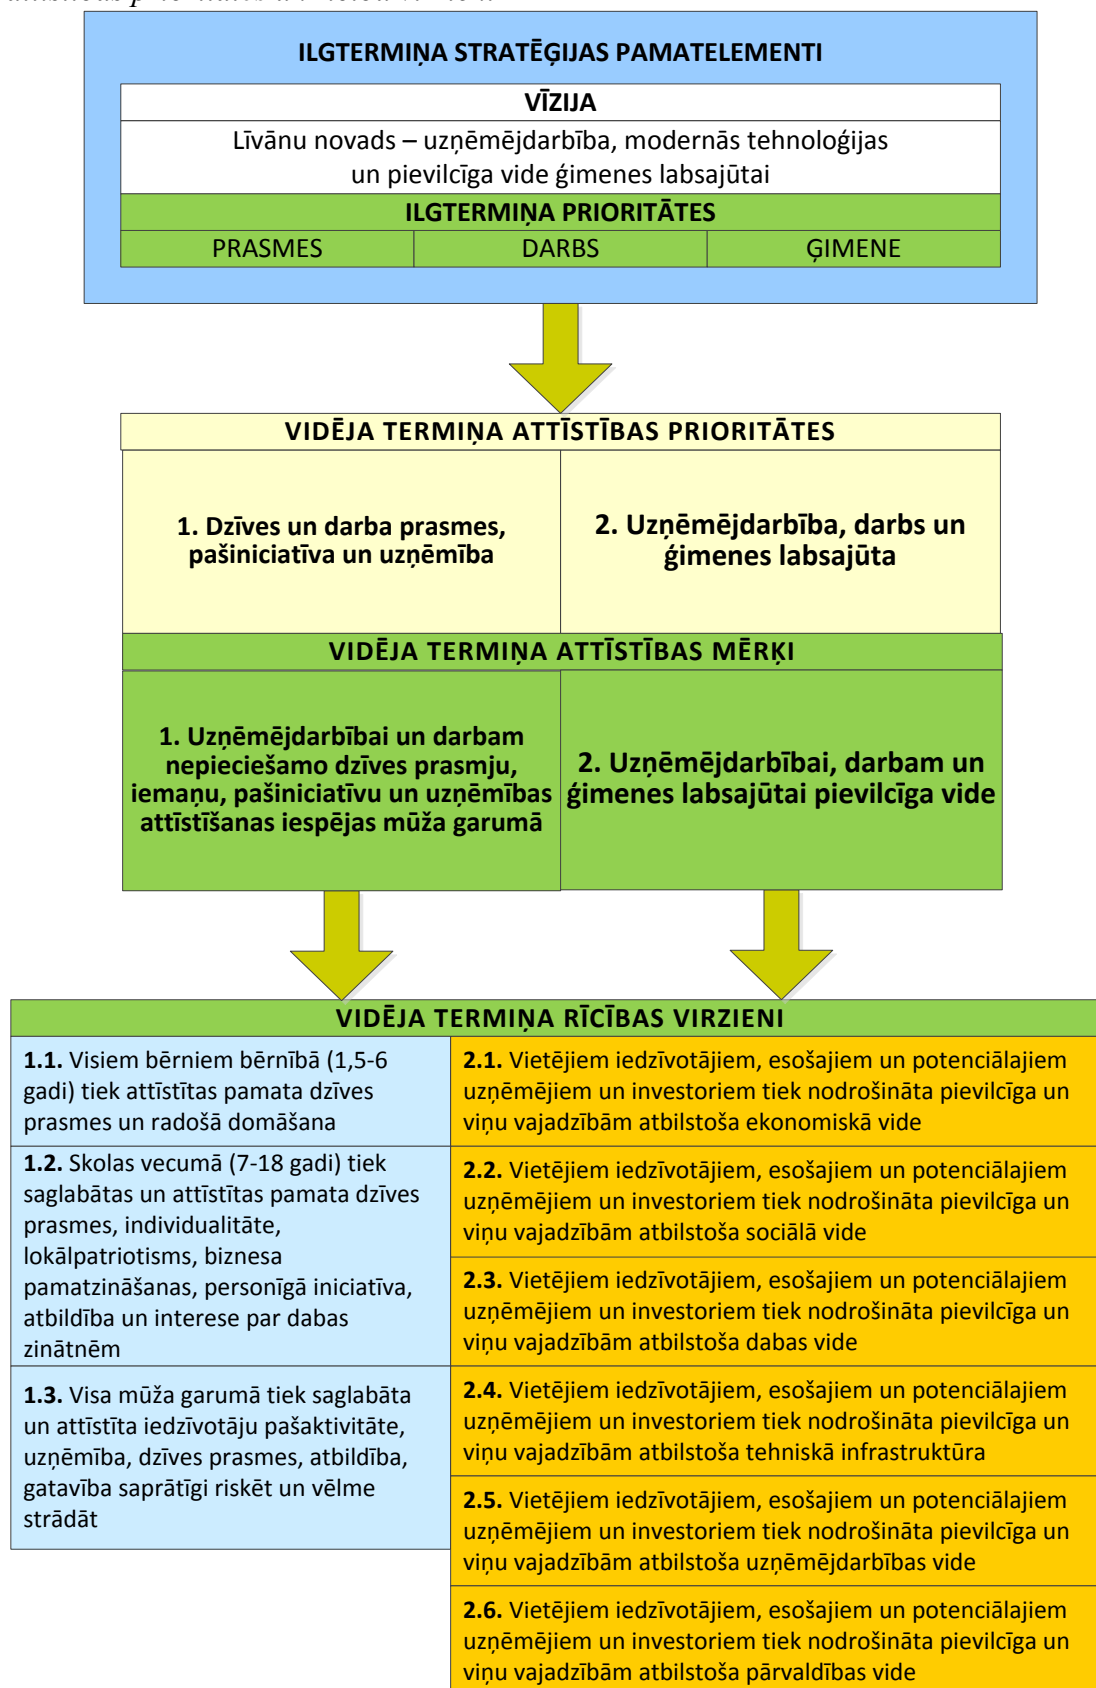 ILGTERMIŅA STRATĒĢIJAS PAMATELEMENTI
VĪZIJA
Līvānu novads – uzņēmējdarbība, modernās tehnoloģijas
un pievilcīga vide ģimenes labsajūtai
ILGTERMIŅA PRIORITĀTES
PRASMES
DARBS
ĢIMENE
VIDĒJA TERMIŅA ATTĪSTĪBAS PRIORITĀTES
1. Dzīves un darba prasmes,
pašiniciatīva un uzņēmība
2. Uzņēmējdarbība, darbs un
ģimenes labsajūta
VIDĒJA TERMIŅA ATTĪSTĪBAS MĒRĶI
1. Uzņēmējdarbībai un darbam
nepieciešamo dzīves prasmju,
iemaņu, pašiniciatīvu un uzņēmības
attīstīšanas iespējas mūža garumā
2. Uzņēmējdarbībai, darbam un
ģimenes labsajūtai pievilcīga vide
VIDĒJA TERMIŅA RĪCĪBAS VIRZIENI
1.1. Visiem bērniem bērnībā (1,5-6
gadi) tiek attīstītas pamata dzīves
prasmes un radošā domāšana
1.2. Skolas vecumā (7-18 gadi) tiek
saglabātas un attīstītas pamata dzīves
prasmes, individualitāte,
lokālpatriotisms, biznesa
pamatzināšanas, personīgā iniciatīva,
atbildība un interese par dabas
zinātnēm
1.3. Visa mūža garumā tiek saglabāta
un attīstīta iedzīvotāju pašaktivitāte,
uzņēmība, dzīves prasmes, atbildība,
gatavība saprātīgi riskēt un vēlme
strādāt
2.1. Vietējiem iedzīvotājiem, esošajiem un potenciālajiem
uzņēmējiem un investoriem tiek nodrošināta pievilcīga un
viņu vajadzībām atbilstoša ekonomiskā vide
2.2. Vietējiem iedzīvotājiem, esošajiem un potenciālajiem
uzņēmējiem un investoriem tiek nodrošināta pievilcīga un
viņu vajadzībām atbilstoša sociālā vide
2.3. Vietējiem iedzīvotājiem, esošajiem un potenciālajiem
uzņēmējiem un investoriem tiek nodrošināta pievilcīga un
viņu vajadzībām atbilstoša dabas vide
2.4. Vietējiem iedzīvotājiem, esošajiem un potenciālajiem
uzņēmējiem un investoriem tiek nodrošināta pievilcīga un
viņu vajadzībām atbilstoša tehniskā infrastruktūra
2.5. Vietējiem iedzīvotājiem, esošajiem un potenciālajiem
uzņēmējiem un investoriem tiek nodrošināta pievilcīga un
viņu vajadzībām atbilstoša uzņēmējdarbības vide
2.6. Vietējiem iedzīvotājiem, esošajiem un potenciālajiem
uzņēmējiem un investoriem tiek nodrošināta pievilcīga un
viņu vajadzībām atbilstoša pārvaldības vide